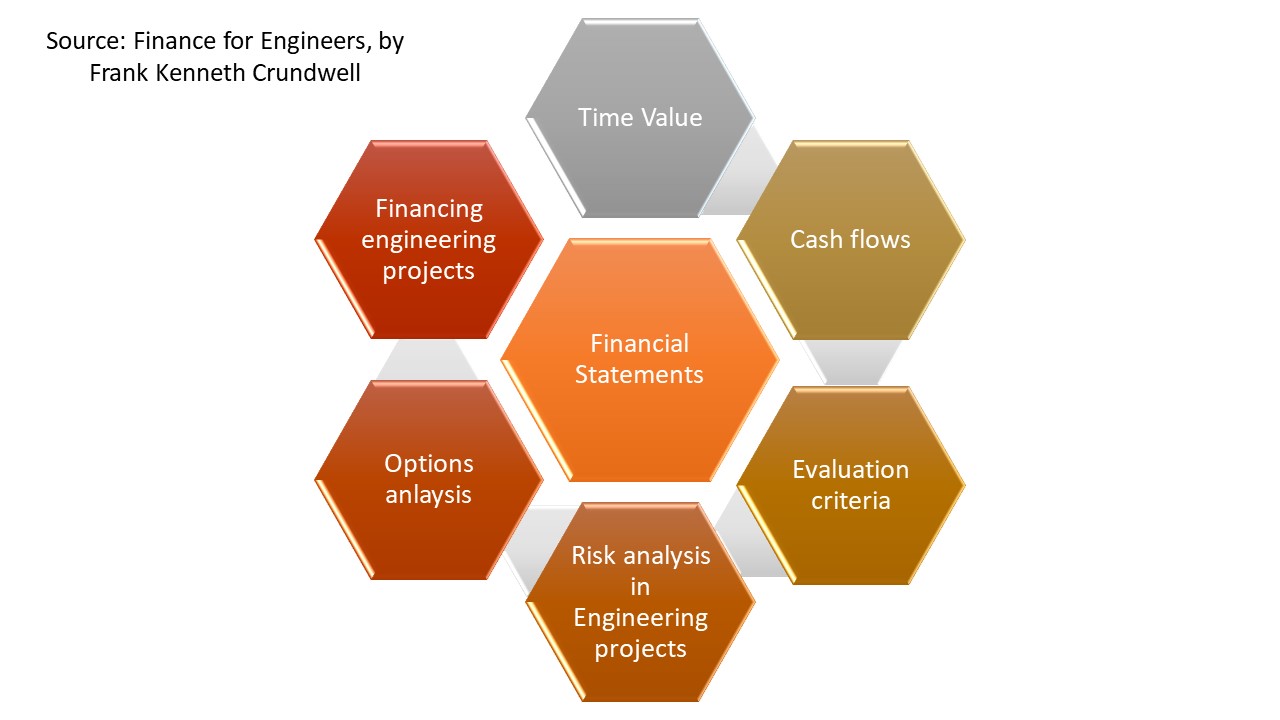 Source: Finance for Engineers, by
Frank Kenneth Crundwell
Time Value
Cash flows
Evaluation
criteria
Risk analysis
in
Engineering
projects
Options
anlaysis
Financing
engineering
projects
Financial
Statements